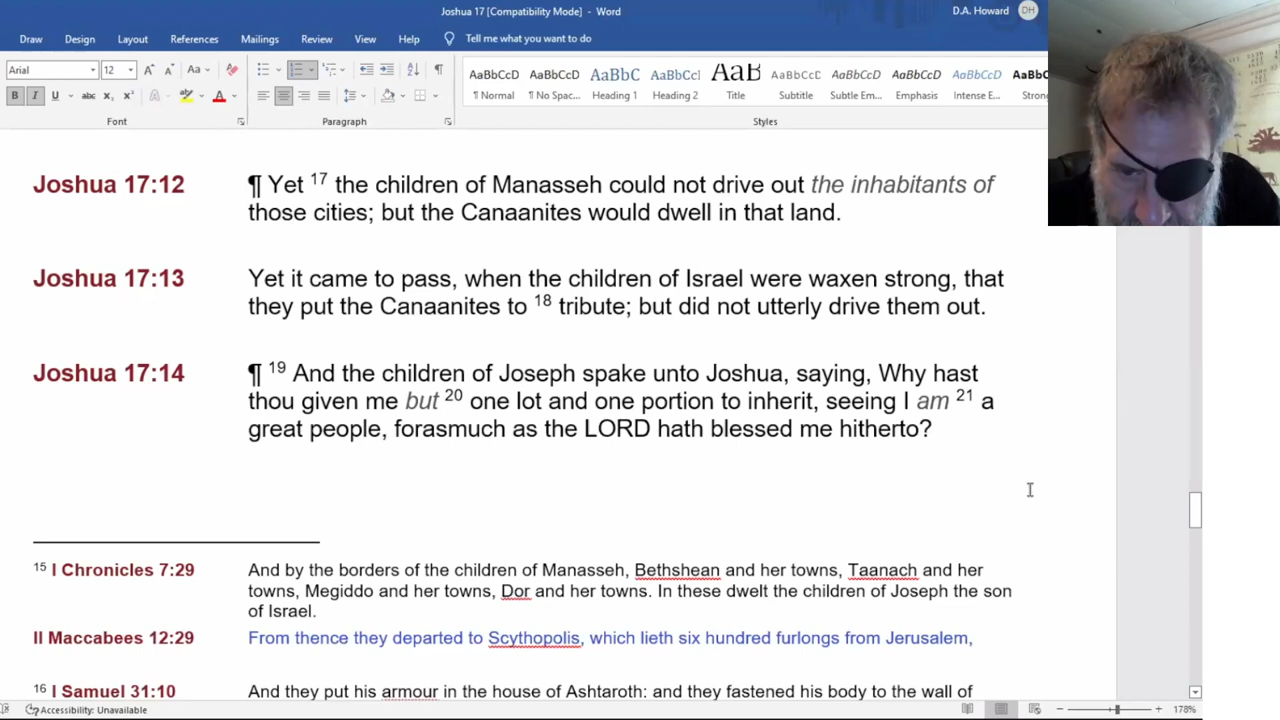 Joshua 17 [Compatibility Mode] - Word
D.A. Howard DH
Draw Design Layout References Mailings Review View Help Tell me what you want to do
Arial 12
AaBbCcD AaBbCcD AaBbC AaBbCcI AaB AaBbCcD AaBbCcD AaBbCcD AaBbCcD AaBbCc
¶ Normal ¶ No Spac... Heading 1 Heading 2 Title Subtitle Subtle Em... Emphasis Intense E... Strong
Font Paragraph Styles
Joshua 17:12 ¶ Yet 17 the children of Manasseh could not drive out the inhabitants of
those cities; but the Canaanites would dwell in that land.
Joshua 17:13 Yet it came to pass, when the children of Israel were waxen strong, that
they put the Canaanites to 18 tribute; but did not utterly drive them out.
Joshua 17:14 ¶ 19 And the children of Joseph spake unto Joshua, saying, Why hast
thou given me but 20 one lot and one portion to inherit, seeing I am 21 a
great people, forasmuch as the LORD hath blessed me hitherto?
15 I Chronicles 7:29 And by the borders of the children of Manasseh, Bethshean and her towns, Taanach and her
towns, Megiddo and her towns, Dor and her towns. In these dwelt the children of Joseph the son
of Israel.
II Maccabees 12:29 From thence they departed to Scythopolis, which lieth six hundred furlongs from Jerusalem,
16 I Samuel 31:10 And they put his armour in the house of Ashtaroth: and they fastened his body to the wall of
Accessibility: Unavailable 178%